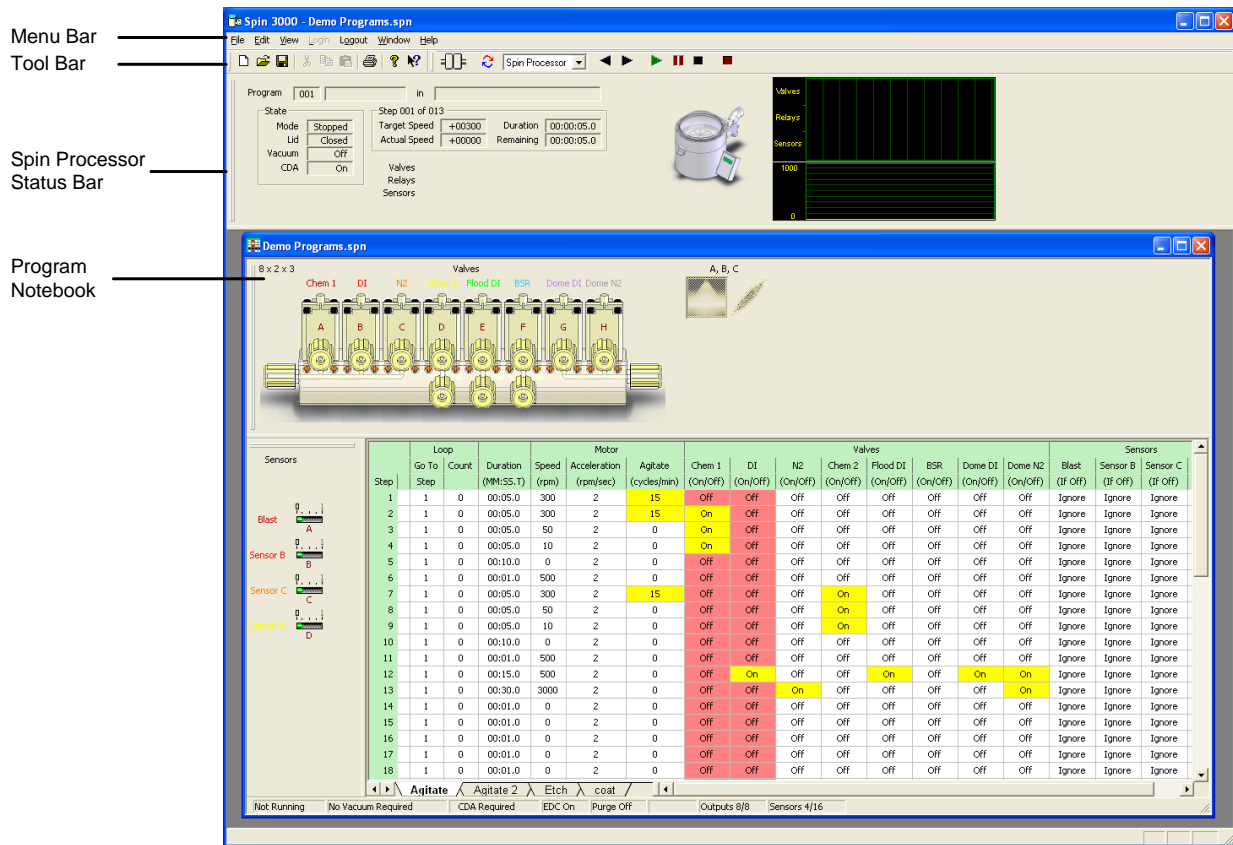 Menu Bar
Tool Bar
Spin Processor
Status Bar
Program
Notebook
Spin 3000 - Demo Programs.spn
File Edit View Login Logout Window Help
Spin Processor
Program 001 in
State
Mode Stopped
Lid Closed
Vacuum Off
CDA On
Step 001 of 013
Target Speed +00300 Duration 00:00:05.0
Actual Speed +00000 Remaining 00:00:05.0
Valves
Relays
Sensors
Valves
Relays
Sensors
1000
0
Demo Programs.spn
8 x 2 x 3 Valves A, B, C
Chem 1 DI N2 Chem 2 Flood DI BSR Dome DI Dome N2
A B C D E F G H
Sensors
Blast A
Sensor B B
Sensor C C
Sensor D D
Loop Motor Valves Sensors
Go To Count Duration Speed Acceleration Agitate Chem 1 DI N2 Chem 2 Flood DI BSR Dome DI Dome N2 Blast Sensor B Sensor C
Step Step (MM:SS.T) (rpm) (rpm/sec) (cycles/min) (On/Off) (On/Off) (On/Off) (On/Off) (On/Off) (On/Off) (On/Off) (On/Off) (If Off) (If Off) (If Off)
1 1 0 00:05.0 300 2 15 Off Off Off Off Off Off Off Off Ignore Ignore Ignore
2 1 0 00:05.0 300 2 15 On Off Off Off Off Off Off Off Ignore Ignore Ignore
3 1 0 00:05.0 50 2 0 On Off Off Off Off Off Off Off Ignore Ignore Ignore
4 1 0 00:05.0 10 2 0 On Off Off Off Off Off Off Off Ignore Ignore Ignore
5 1 0 00:10.0 0 2 0 Off Off Off Off Off Off Off Off Ignore Ignore Ignore
6 1 0 00:01.0 500 2 0 Off Off Off Off Off Off Off Off Ignore Ignore Ignore
7 1 0 00:05.0 300 2 15 Off Off Off On Off Off Off Off Ignore Ignore Ignore
8 1 0 00:05.0 50 2 0 Off Off Off On Off Off Off Off Ignore Ignore Ignore
9 1 0 00:05.0 10 2 0 Off Off Off On Off Off Off Off Ignore Ignore Ignore
10 1 0 00:10.0 0 2 0 Off Off Off Off Off Off Off Off Ignore Ignore Ignore
11 1 0 00:01.0 500 2 0 Off Off Off Off Off Off Off Off Ignore Ignore Ignore
12 1 0 00:15.0 500 2 0 Off On Off Off On Off On On Ignore Ignore Ignore
13 1 0 00:30.0 3000 2 0 Off Off On Off Off Off Off On Ignore Ignore Ignore
14 1 0 00:01.0 0 2 0 Off Off Off Off Off Off Off Off Ignore Ignore Ignore
15 1 0 00:01.0 0 2 0 Off Off Off Off Off Off Off Off Ignore Ignore Ignore
16 1 0 00:01.0 0 2 0 Off Off Off Off Off Off Off Off Ignore Ignore Ignore
17 1 0 00:01.0 0 2 0 Off Off Off Off Off Off Off Off Ignore Ignore Ignore
18 1 0 00:01.0 0 2 0 Off Off Off Off Off Off Off Off Ignore Ignore Ignore
Agitate Agitate 2 Etch coat
Not Running No Vacuum Required CDA Required EDC On Purge Off Outputs 8/8 Sensors 4/16